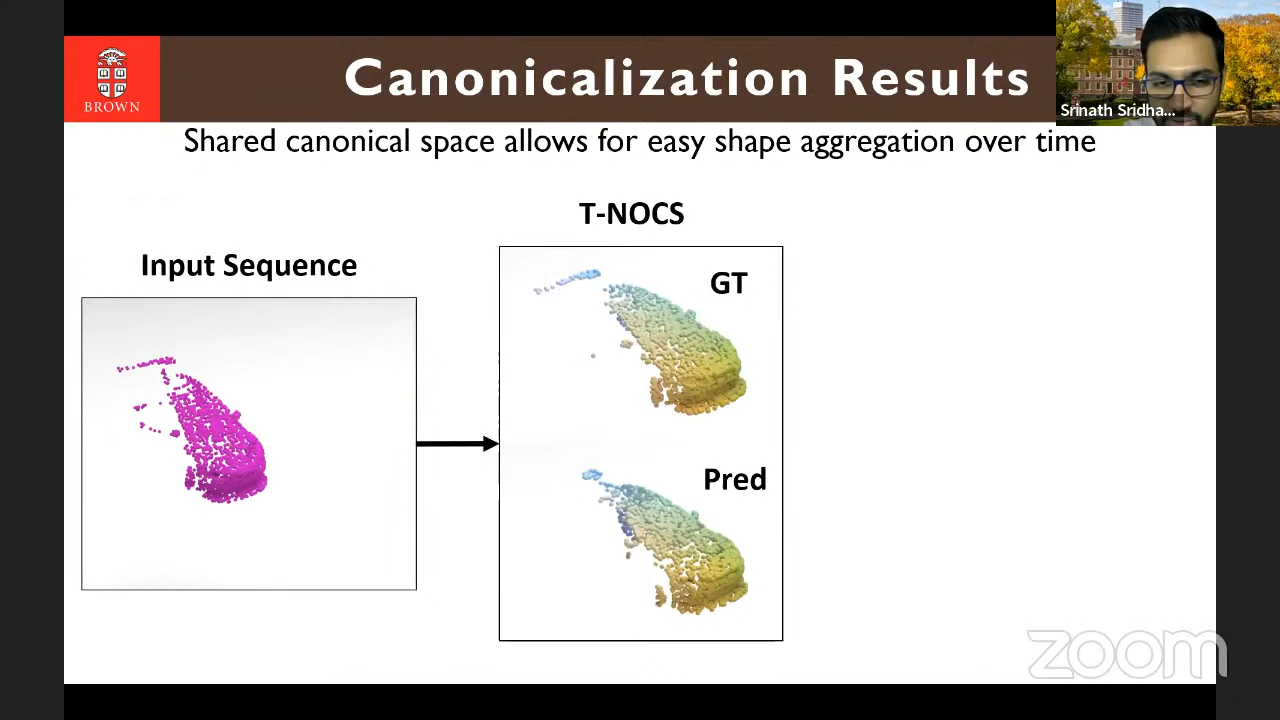 BROWN
Canonicalization Results
Srinath Sridha...
Shared canonical space allows for easy shape aggregation over time
T-NOCS
Input Sequence
GT
Pred
zoom